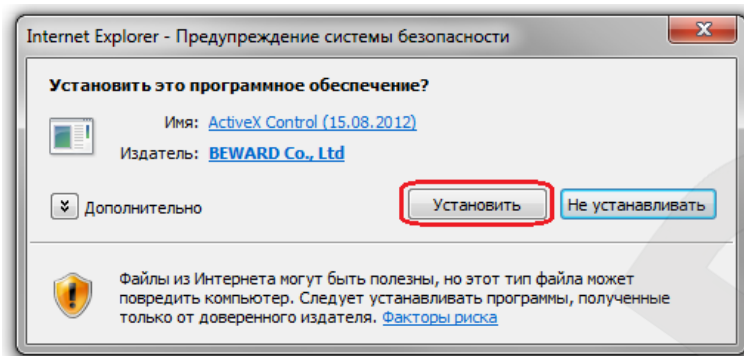 Internet Explorer - Предупреждение системы безопасности
Установить это программное обеспечение?
Имя: ActiveX Control (15.08.2012)
Издатель: BEWARD Co., Ltd
Дополнительно Установить Не устанавливать
Файлы из Интернета могут быть полезны, но этот тип файла может
повредить компьютер. Следует устанавливать программы, полученные
только от доверенного издателя. Факторы риска